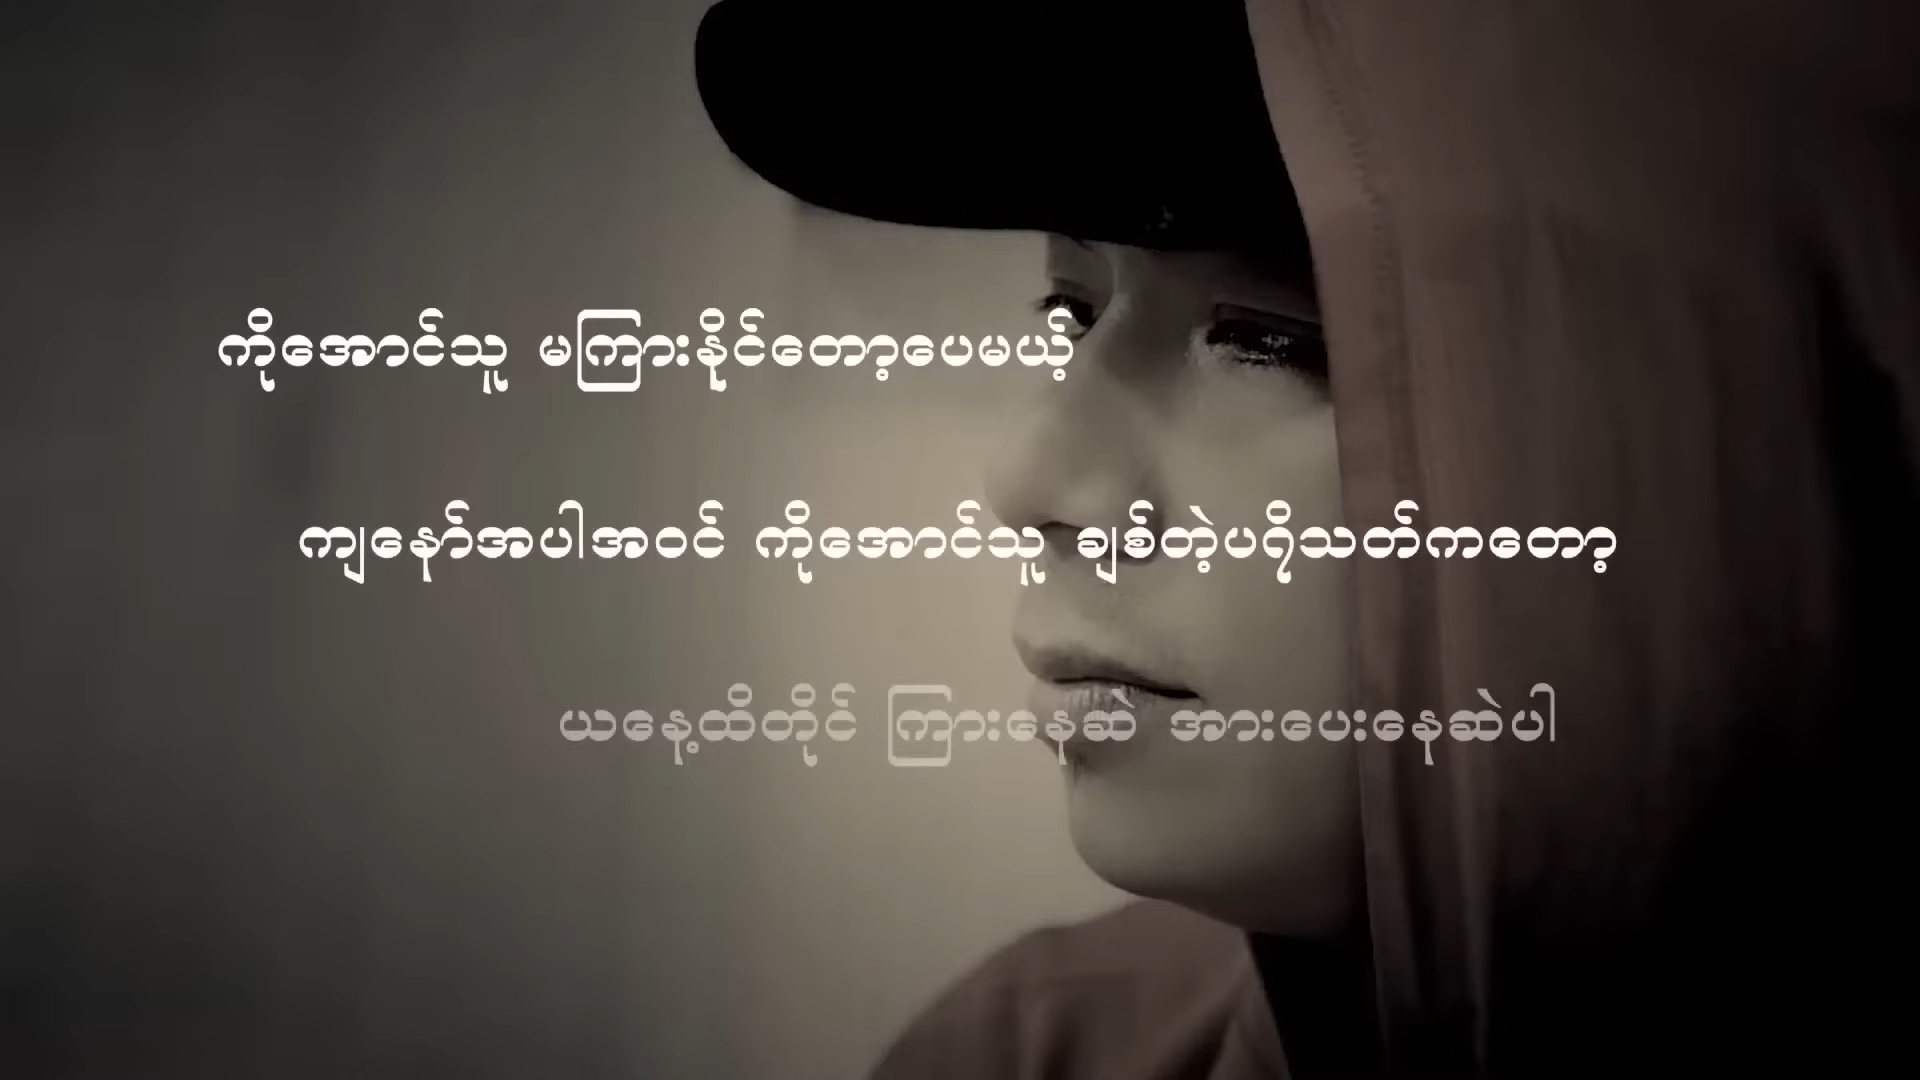 ကိုအောင်သူ မကြားနိုင်တော့ပေမယ့်
ကျနော်အပါအဝင် ကိုအောင်သူ ချစ်တဲ့ပရိသတ်ကတော့
ယနေ့ထိတိုင် ကြားနေဆဲ အားပေးနေဆဲပါ